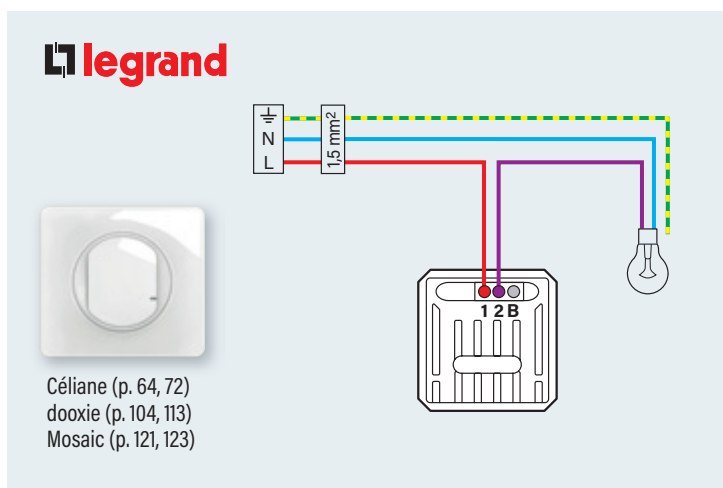 legrand
N
L
1,5 mm²
1 2 B
Céliane (p. 64, 72)
dooxie (p. 104, 113)
Mosaic (p. 121, 123)